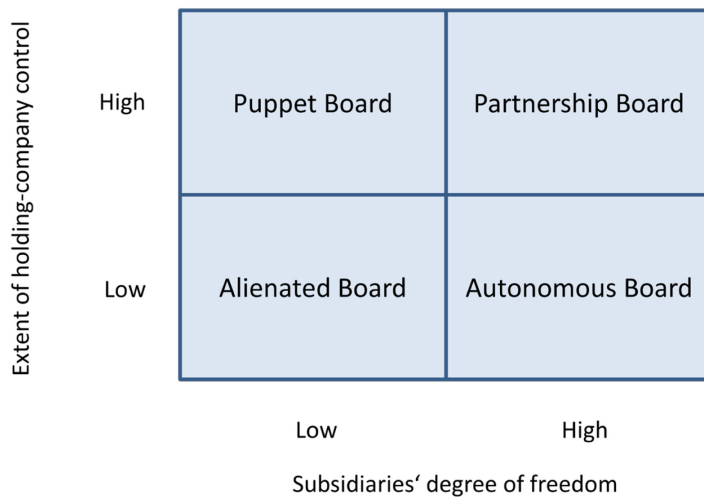 Extent of holding-company control
High
Puppet Board
Partnership Board
Low
Alienated Board
Autonomous Board
Low
High
Subsidiaries‘ degree of freedom